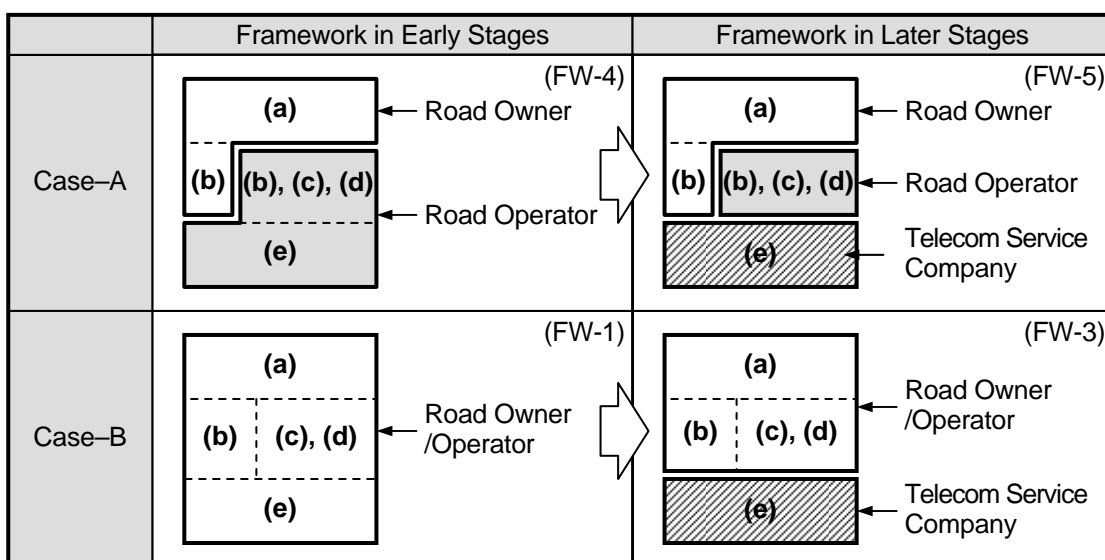 Framework in Early Stages
Framework in Later Stages
Case–A
(FW-4)
(a)
Road Owner
(b)
(b), (c), (d)
Road Operator
(e)
(FW-5)
(a)
Road Owner
(b)
(b), (c), (d)
Road Operator
(e)
Telecom Service
Company
Case–B
(FW-1)
(a)
(b)
(c), (d)
Road Owner
/Operator
(e)
(FW-3)
(a)
(b)
(c), (d)
Road Owner
/Operator
(e)
Telecom Service
Company